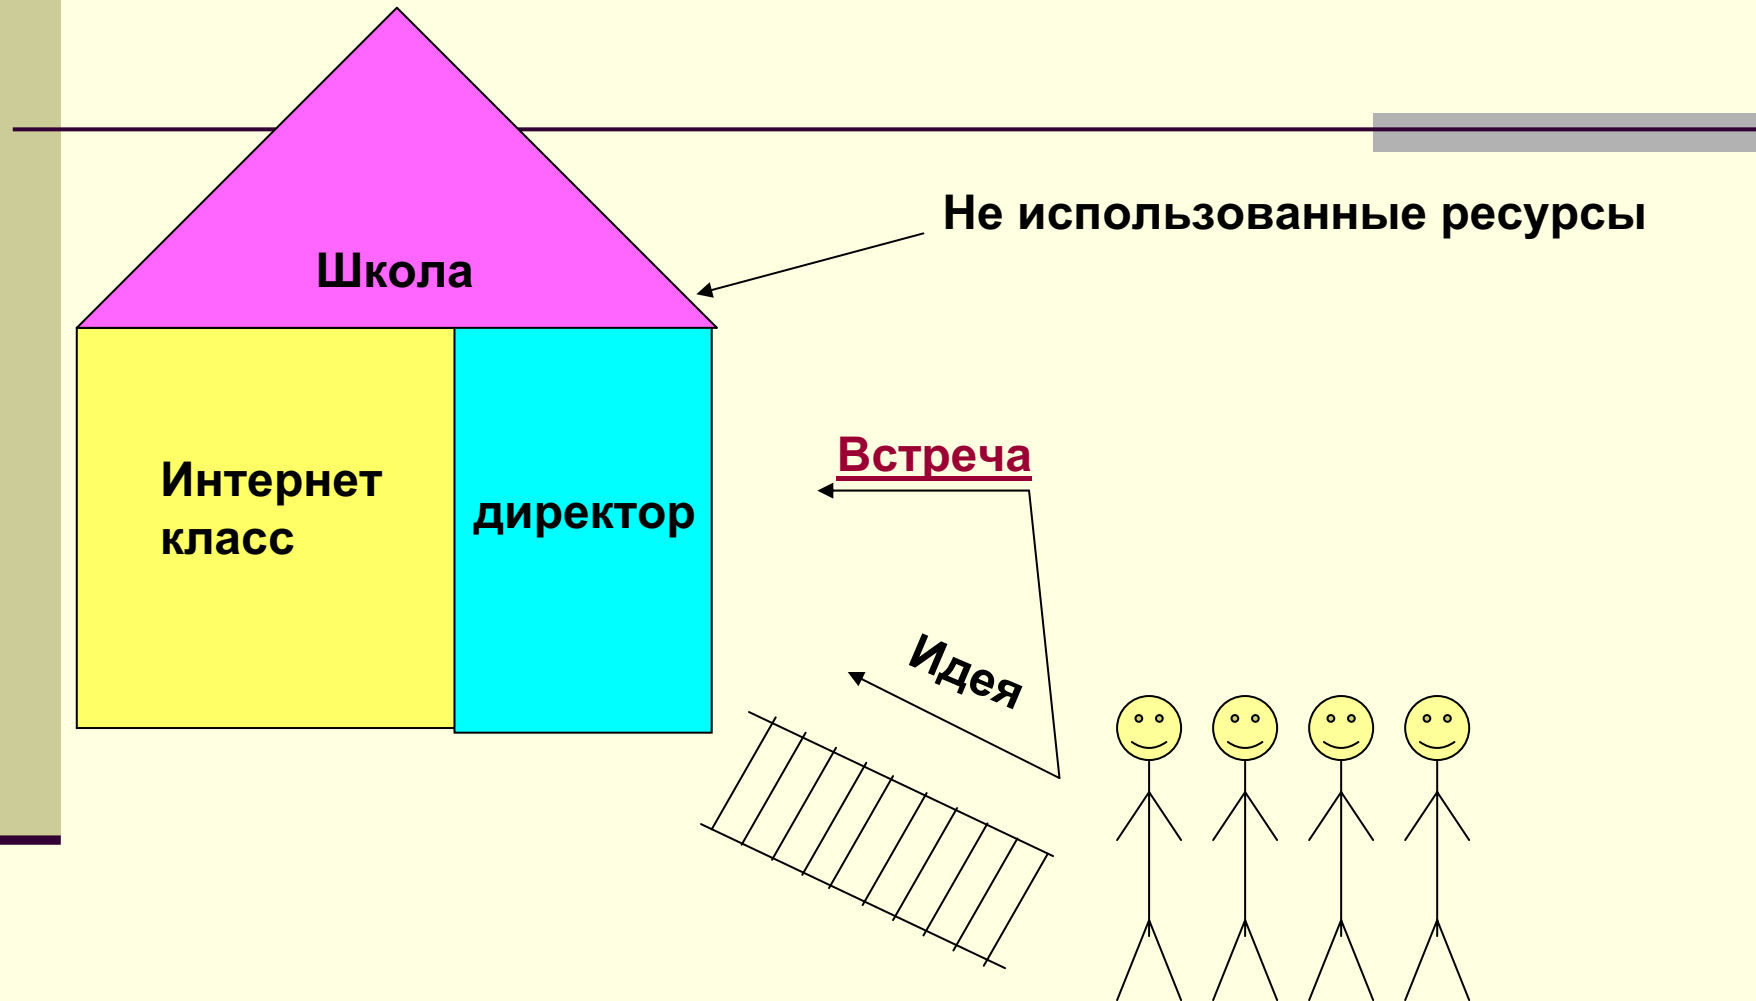 Не использованные ресурсы
Школа
Интернет
класс
директор
Встреча
Идея